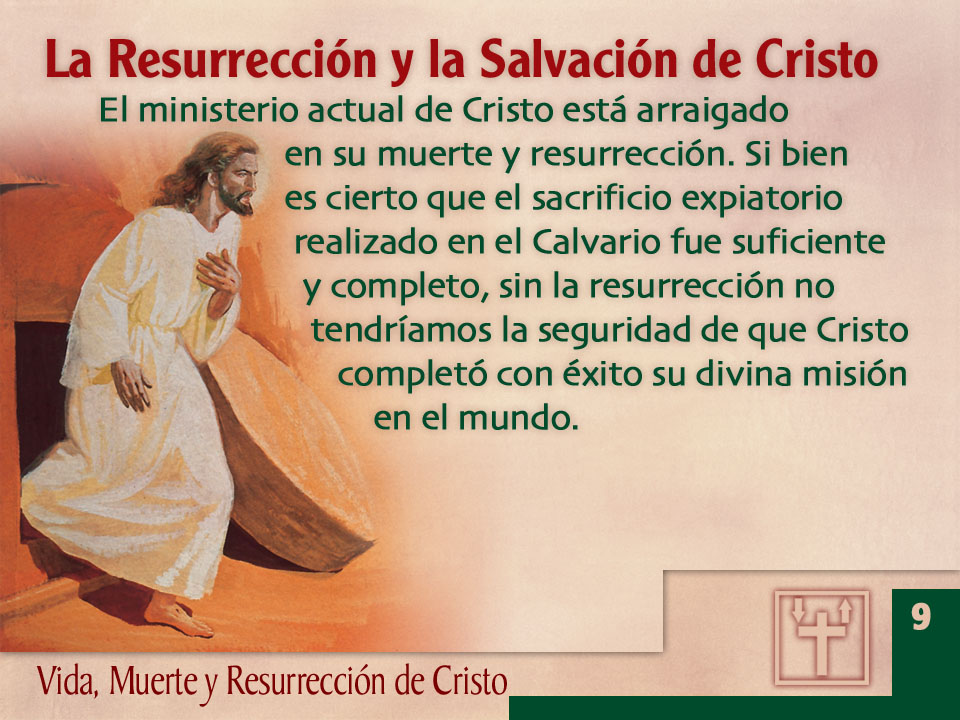 La Resurrección y la Salvación de Cristo
El ministerio actual de Cristo está arraigado
en su muerte y resurrección. Si bien
es cierto que el sacrificio expiatorio
realizado en el Calvario fue suficiente
y completo, sin la resurrección no
tendríamos la seguridad de que Cristo
completó con éxito su divina misión
en el mundo.
9
Vida, Muerte y Resurrección de Cristo